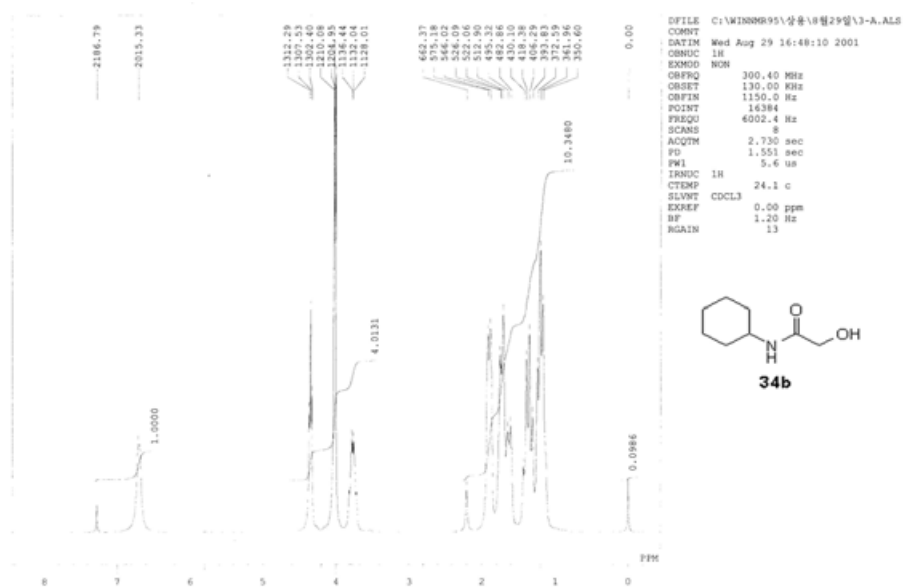 2186.79
2015.33
1312.29
1307.53
1302.40
1210.08
1204.95
1136.44
1132.04
1128.01
662.37
575.18
566.02
526.09
522.06
512.90
495.32
482.86
430.10
418.38
406.29
393.83
372.59
361.96
350.60
0.00
DFILE C:\WINNMR95\상용\8월29일\3-A.ALS
COMNT
DATIM Wed Aug 29 16:48:10 2001
OBNUC 1H
EXMOD NON
OBFRQ 300.40 MHz
OBSET 130.00 KHz
OBFIN 1150.0 Hz
POINT 16384
FREQU 6002.4 Hz
SCANS 8
ACQTM 2.730 sec
PD 1.551 sec
PW1 5.6 us
IRNUC 1H
CTEMP 24.1 c
SLVNT CDCL3
EXREF 0.00 ppm
BF 1.20 Hz
RGAIN 13
10.3480
4.0131
1.0000
0.0986
O
OH
N
H
34b
PPM
8 7 6 5 4 3 2 1 0